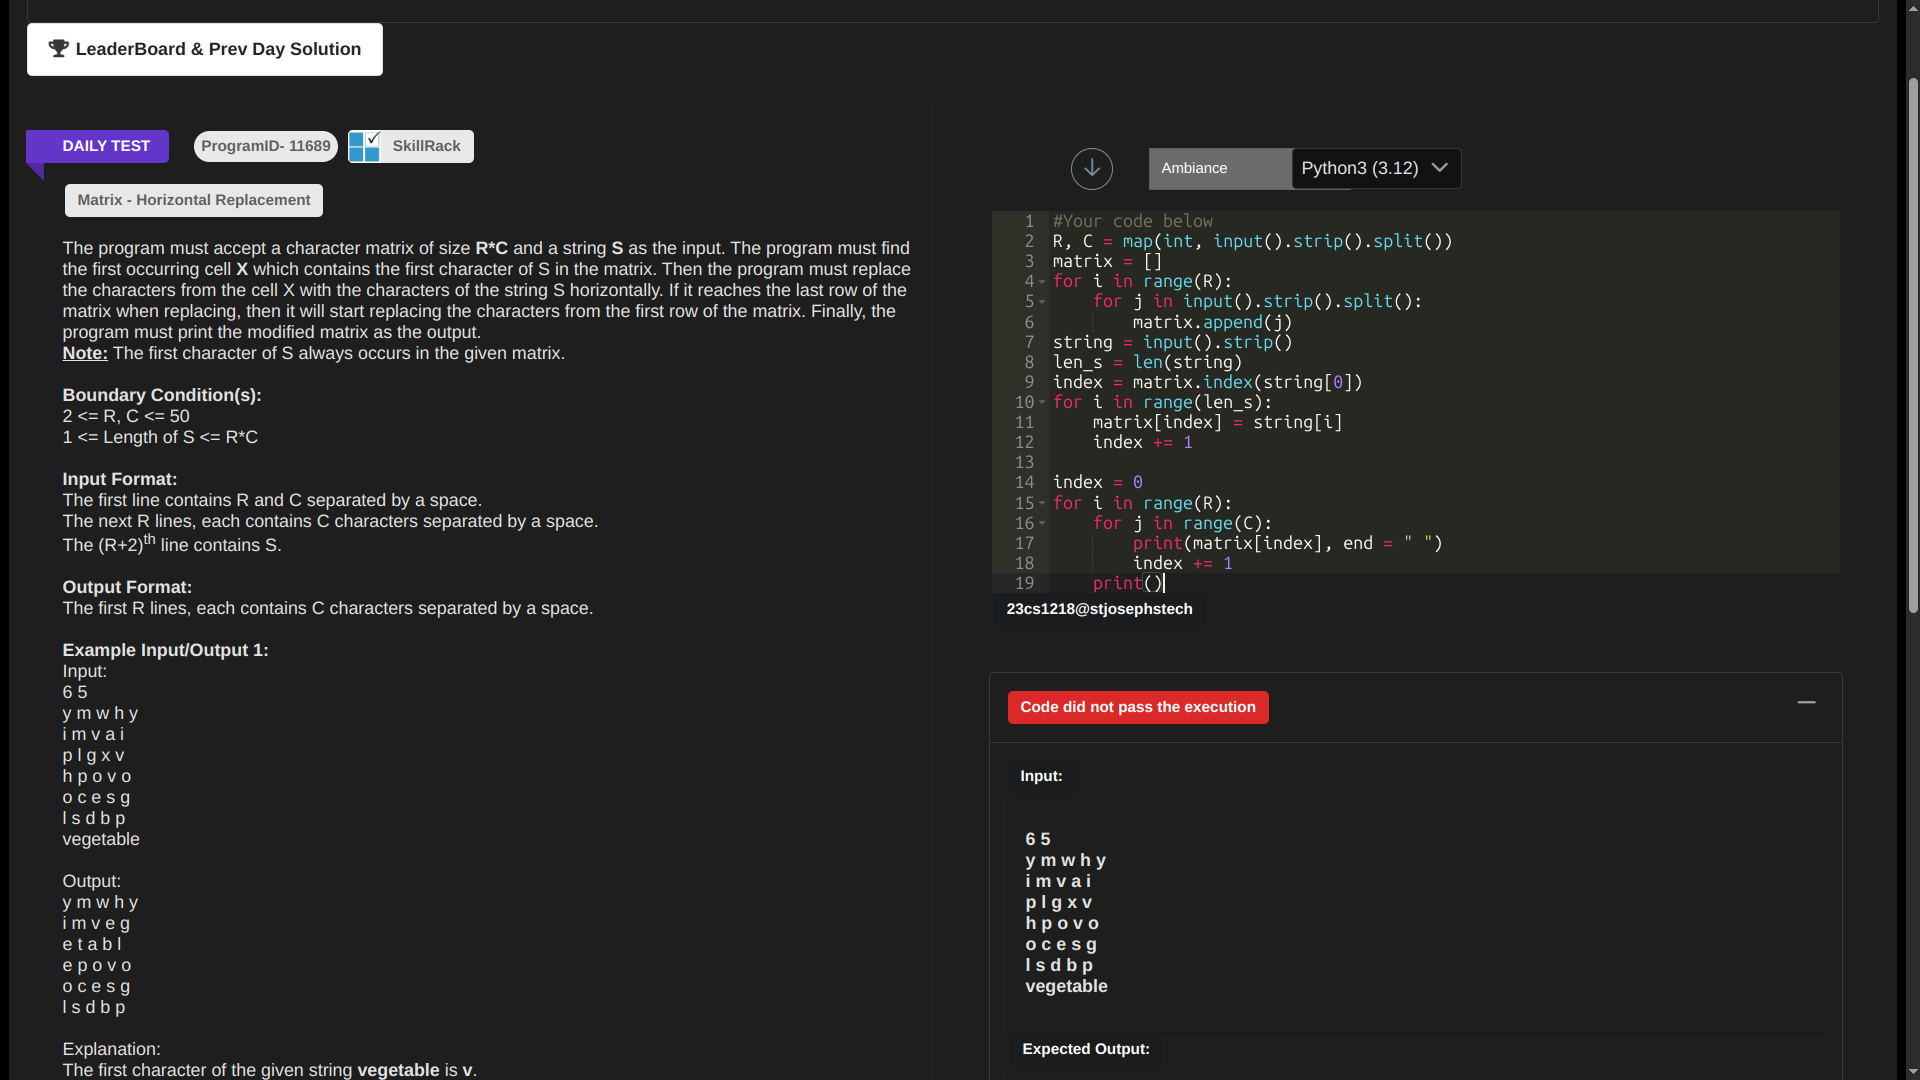 LeaderBoard & Prev Day Solution
DAILY TEST
ProgramID- 11689
SkillRack
Matrix - Horizontal Replacement
The program must accept a character matrix of size R*C and a string S as the input. The program must find
the first occurring cell X which contains the first character of S in the matrix. Then the program must replace
the characters from the cell X with the characters of the string S horizontally. If it reaches the last row of the
matrix when replacing, then it will start replacing the characters from the first row of the matrix. Finally, the
program must print the modified matrix as the output.
Note: The first character of S always occurs in the given matrix.
Boundary Condition(s):
2 <= R, C <= 50
1 <= Length of S <= R*C
Input Format:
The first line contains R and C separated by a space.
The next R lines, each contains C characters separated by a space.
The (R+2)th line contains S.
Output Format:
The first R lines, each contains C characters separated by a space.
Example Input/Output 1:
Input:
6 5
y m w h y
i m v a i
p l g x v
h p o v o
o c e s g
l s d b p
vegetable
Output:
y m w h y
i m v e g
e t a b l
e p o v o
o c e s g
l s d b p
Explanation:
The first character of the given string vegetable is v.
Ambiance
Python3 (3.12)
1 #Your code below
2 R, C = map(int, input().strip().split())
3 matrix = []
4 for i in range(R):
5     for j in input().strip().split():
6         matrix.append(j)
7 string = input().strip()
8 len_s = len(string)
9 index = matrix.index(string[0])
10 for i in range(len_s):
11     matrix[index] = string[i]
12     index += 1
13
14 index = 0
15 for i in range(R):
16     for j in range(C):
17         print(matrix[index], end = " ")
18         index += 1
19     print()
23cs1218@stjosephstech
Code did not pass the execution
Input:
6 5
y m w h y
i m v a i
p l g x v
h p o v o
o c e s g
l s d b p
vegetable
Expected Output: